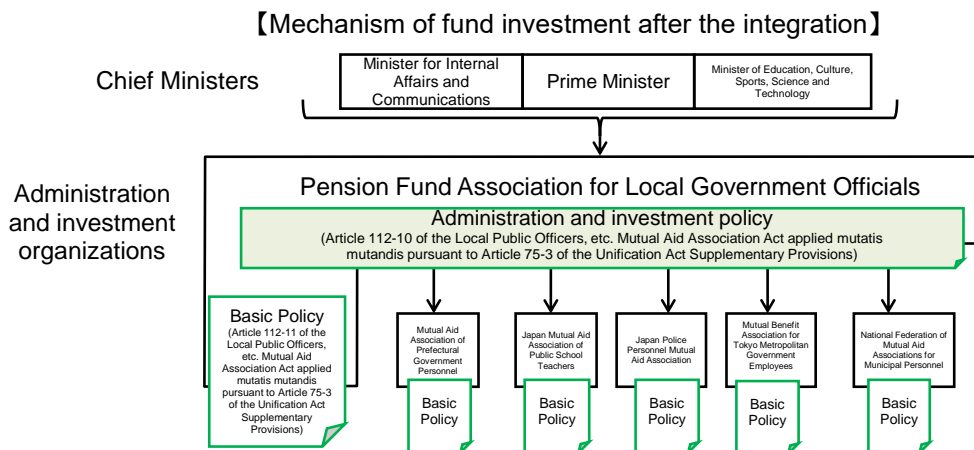 【Mechanism of fund investment after the integration】
Chief Ministers
Minister for Internal
Affairs and
Communications
Prime Minister
Minister of Education, Culture,
Sports, Science and
Technology
Administration
and investment
organizations
Pension Fund Association for Local Government Officials
Administration and investment policy
(Article 112-10 of the Local Public Officers, etc. Mutual Aid Association Act applied mutatis
mutandis pursuant to Article 75-3 of the Unification Act Supplementary Provisions)
Basic Policy
(Article 112-11 of the
Local Public Officers,
etc. Mutual Aid
Association Act applied
mutatis mutandis
pursuant to Article 75-3
of the Unification Act
Supplementary
Provisions)
Mutual Aid
Association of
Prefectural
Government
Personnel
Basic
Policy
Japan Mutual Aid
Association of
Public School
Teachers
Basic
Policy
Japan Police
Personnel Mutual
Aid Association
Basic
Policy
Mutual Benefit
Association for
Tokyo Metropolitan
Government
Employees
Basic
Policy
National Federation of
Mutual Aid
Associations for
Municipal Personnel
Basic
Policy